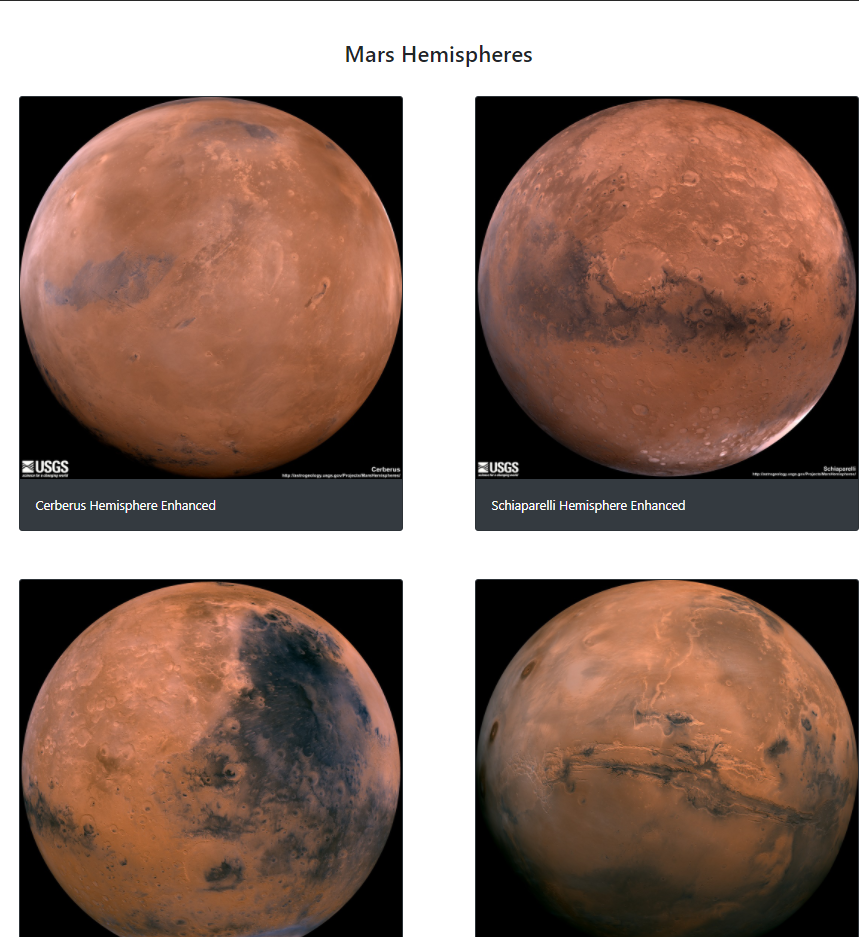 Mars Hemispheres
USGS
science for a changing world
Cerberus
http://astrogeology.usgs.gov/Projects/MarsHemispheres/
Cerberus Hemisphere Enhanced
USGS
science for a changing world
Schiaparelli
http://astrogeology.usgs.gov/Projects/MarsHemispheres/
Schiaparelli Hemisphere Enhanced